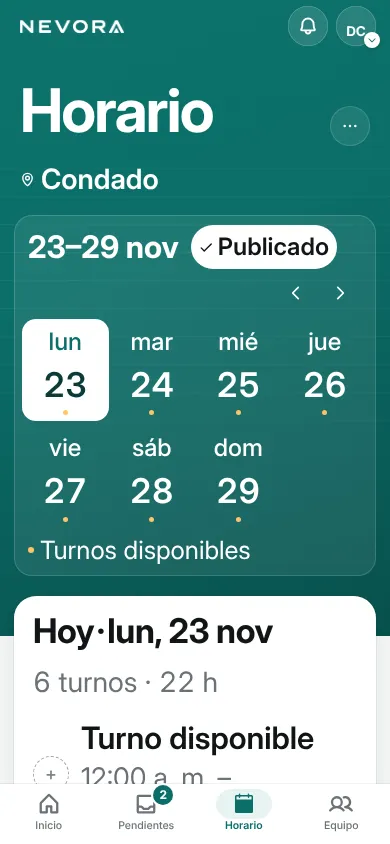 NEVORA
DC
Horario
Condado
23–29 nov
Publicado
lun mar mié jue
23 24 25 26
vie sáb dom
27 28 29
Turnos disponibles
Hoy·lun, 23 nov
6 turnos · 22 h
Turno disponible
12:00 a. m. –
2
Inicio Pendientes Horario Equipo